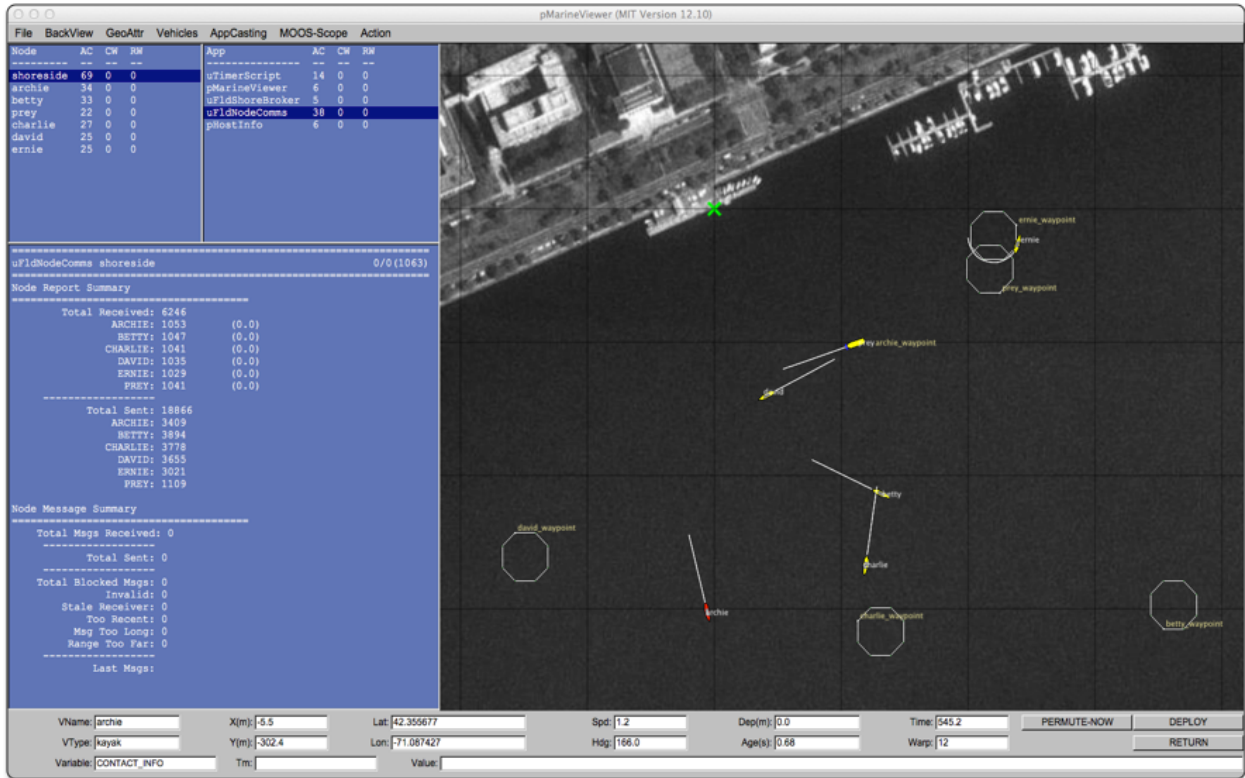 pMarineViewer (MIT Version 12.10)
File BackView GeoAttr Vehicles AppCasting MOOS-Scope Action
Node AC CW RW
--------- -- -- --
shoreside 69 0 0
archie 34 0 0
betty 33 0 0
prey 22 0 0
charlie 27 0 0
david 25 0 0
ernie 25 0 0
App AC CW RW
--------------- -- -- --
uTimerScript 14 0 0
pMarineViewer 6 0 0
uFldShoreBroker 5 0 0
uFldNodeComms 38 0 0
pHostInfo 6 0 0
uFldNodeComms shoreside 0/0(1063)
Node Report Summary
Total Received: 6246
ARCHIE: 1053 (0.0)
BETTY: 1047 (0.0)
CHARLIE: 1041 (0.0)
DAVID: 1035 (0.0)
ERNIE: 1029 (0.0)
PREY: 1041 (0.0)
------------------
Total Sent: 18866
ARCHIE: 3409
BETTY: 3894
CHARLIE: 3778
DAVID: 3655
ERNIE: 3021
PREY: 1109
Node Message Summary
Total Msgs Received: 0
------------------
Total Sent: 0
------------------
Total Blocked Msgs: 0
Invalid: 0
Stale Receiver: 0
Too Recent: 0
Msg Too Long: 0
Range Too Far: 0
------------------
Last Msgs:
ernie_waypoint
ernie
prey_waypoint
prey archie_waypoint
david
betty
david_waypoint
charlie
archie
charlie_waypoint
betty_waypoint
VName: archie X(m): -5.5 Lat: 42.355677 Spd: 1.2 Dep(m): 0.0 Time: 545.2 PERMUTE-NOW DEPLOY
VType: kayak Y(m): -302.4 Lon: -71.087427 Hdg: 166.0 Age(s): 0.68 Warp: 12 RETURN
Variable: CONTACT_INFO Tm: Value: